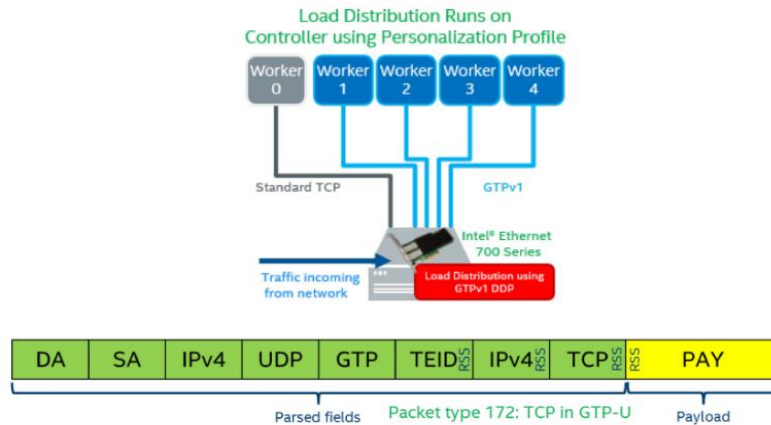 Load Distribution Runs on
Controller using Personalization Profile
Worker
0
Worker
1
Worker
2
Worker
3
Worker
4
Standard TCP
GTPv1
Intel® Ethernet
700 Series
Traffic incoming
from network
Load Distribution using
GTPv1 DDP
DA SA IPv4 UDP GTP TEID RSS IPv4 RSS TCP RSS RSS PAY
Parsed fields Packet type 172: TCP in GTP-U Payload